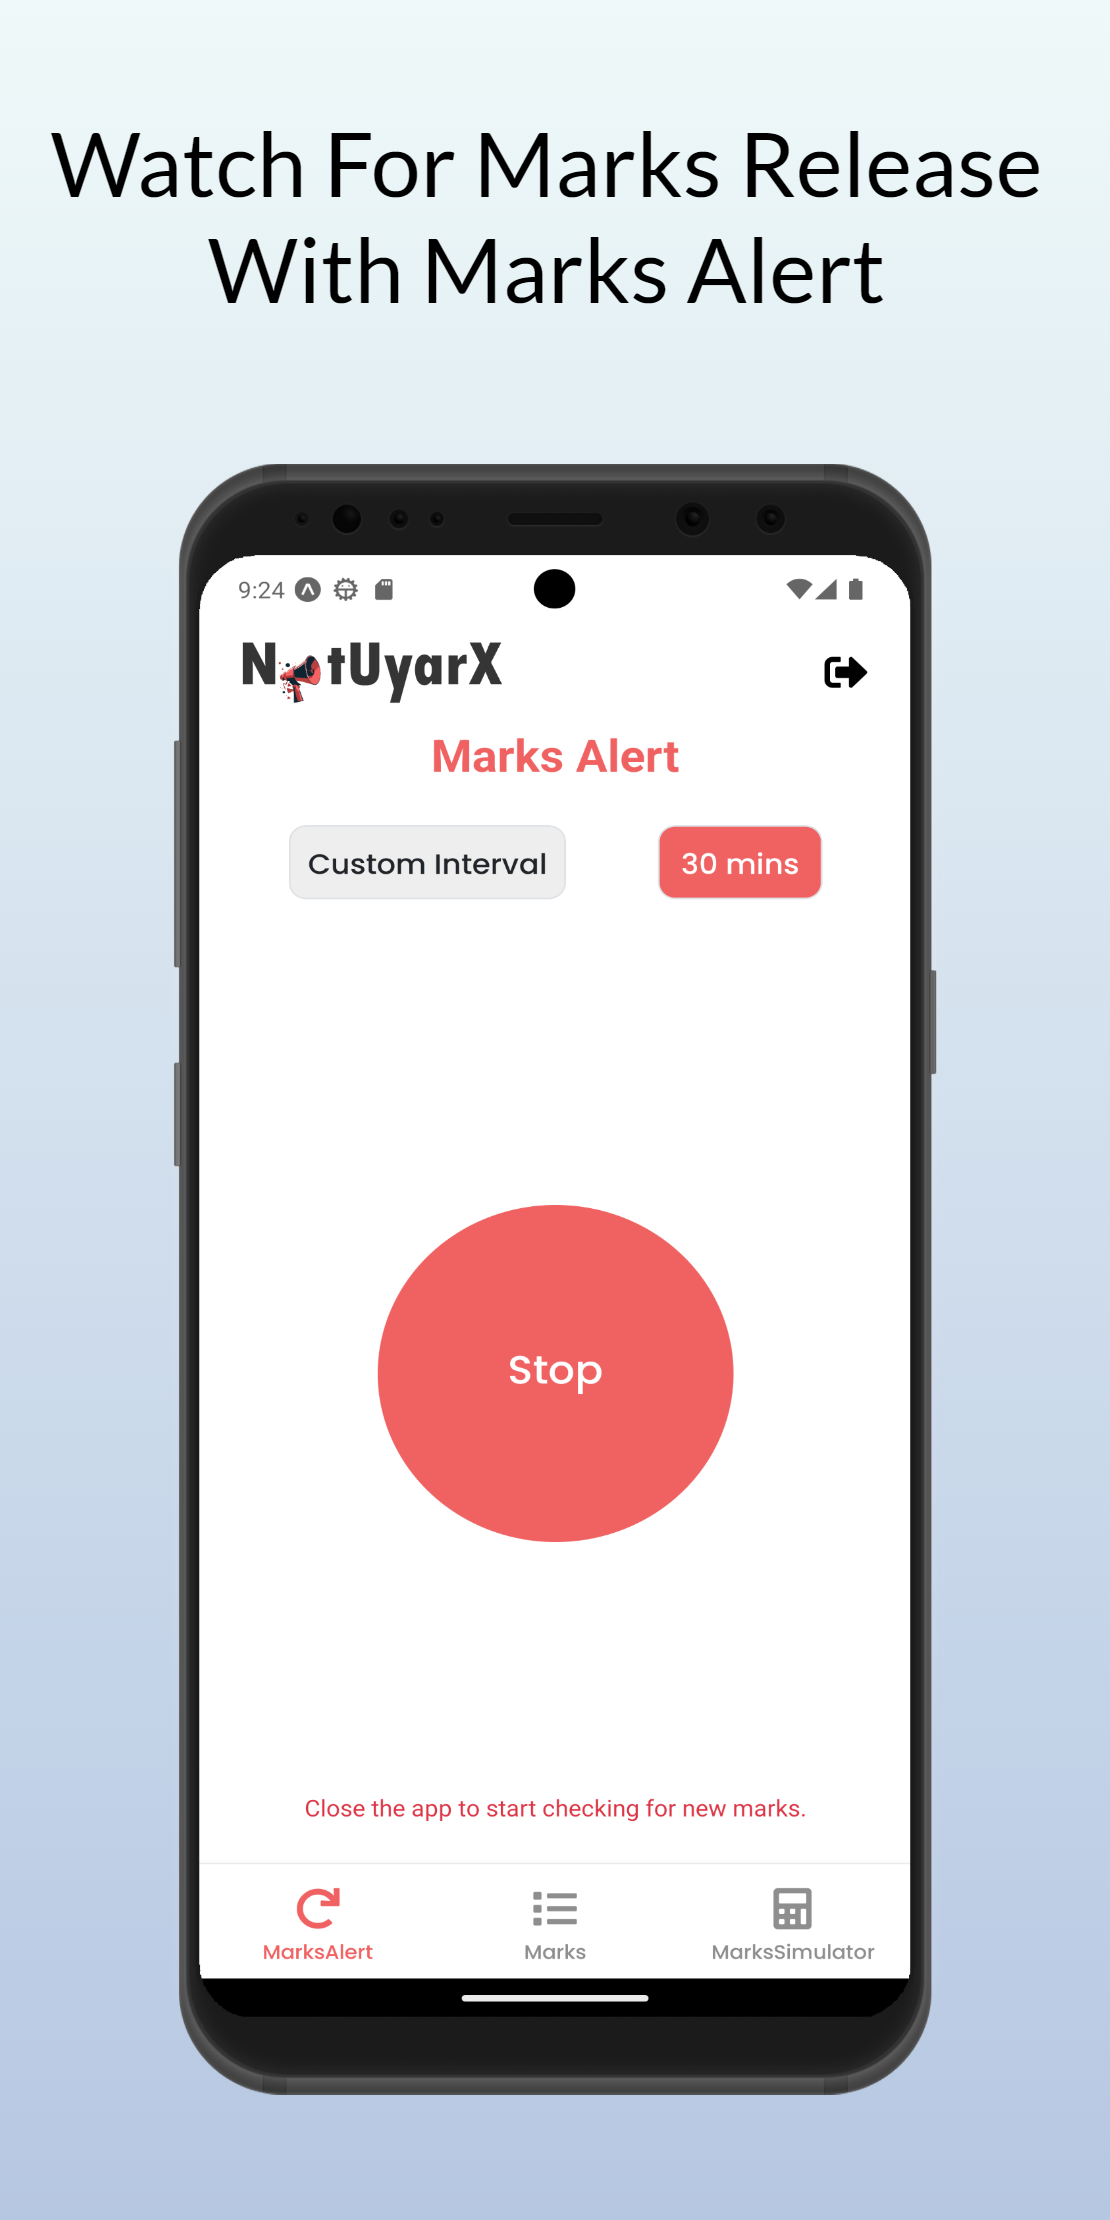 Watch For Marks Release
With Marks Alert
9:24
NotUyarX
Marks Alert
Custom Interval
30 mins
Stop
Close the app to start checking for new marks.
MarksAlert
Marks
MarksSimulator